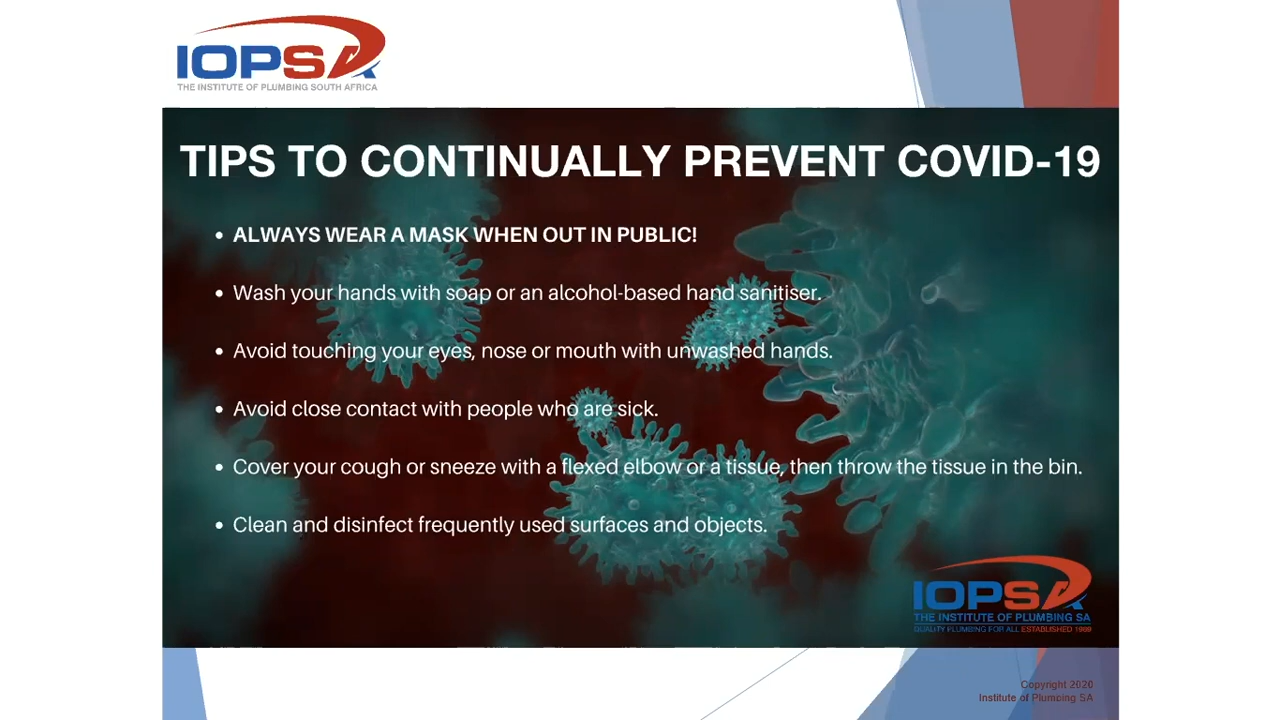 IOPSA
THE INSTITUTE OF PLUMBING SOUTH AFRICA
TIPS TO CONTINUALLY PREVENT COVID-19
• ALWAYS WEAR A MASK WHEN OUT IN PUBLIC!
• Wash your hands with soap or an alcohol-based hand sanitiser.
• Avoid touching your eyes, nose or mouth with unwashed hands.
• Avoid close contact with people who are sick.
• Cover your cough or sneeze with a flexed elbow or a tissue, then throw the tissue in the bin.
• Clean and disinfect frequently used surfaces and objects.
IOPSA
THE INSTITUTE OF PLUMBING SA
QUALITY PLUMBING FOR ALL ESTABLISHED 1989
Copyright 2020
Institute of Plumbing SA